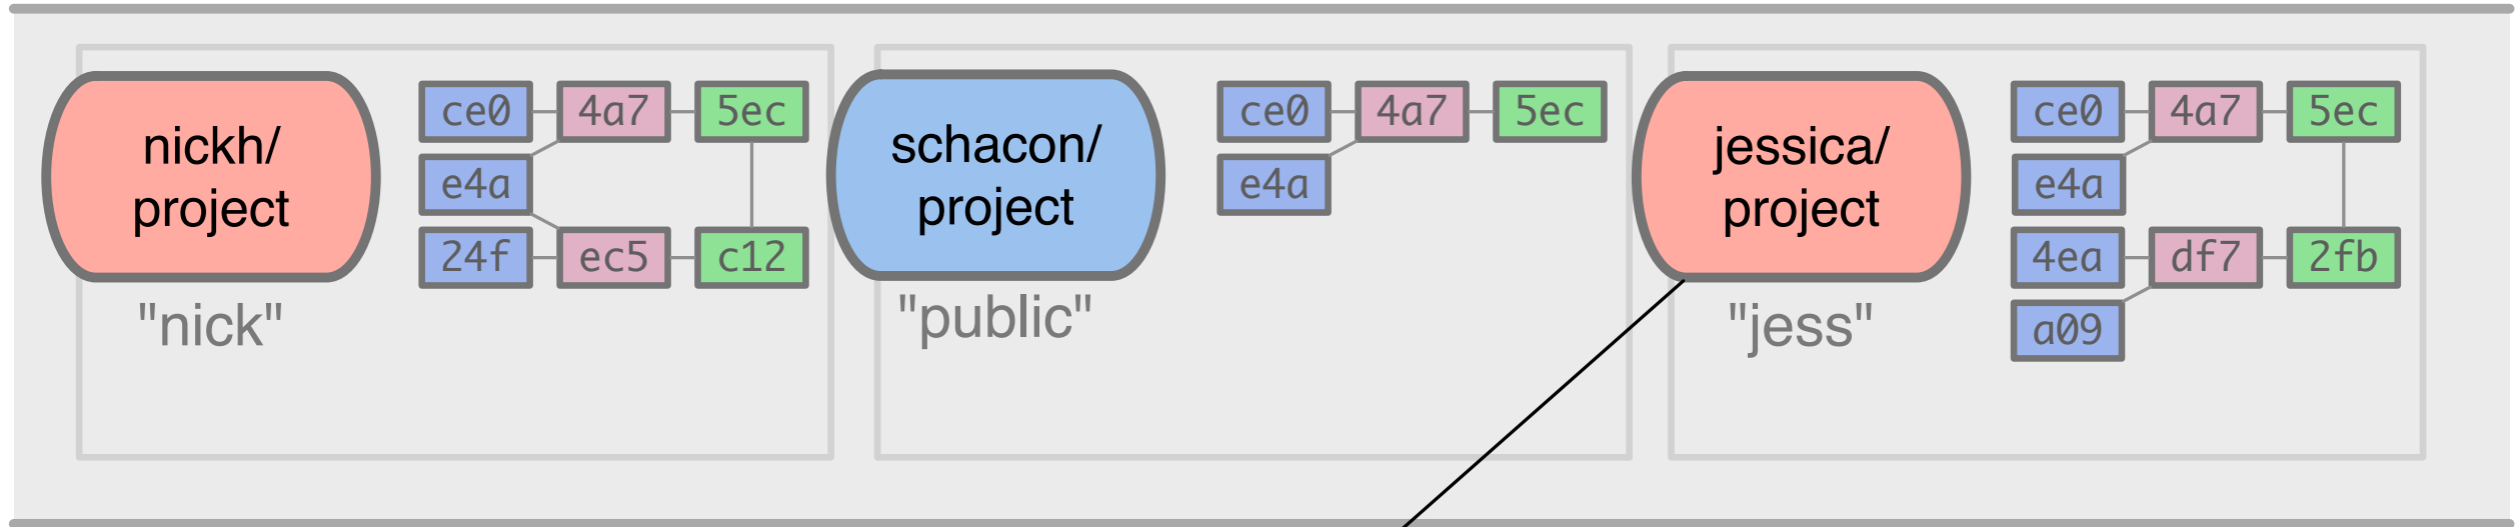 nickh/
project
"nick"
ce0 4a7 5ec
e4a
24f ec5 c12
schacon/
project
"public"
ce0 4a7 5ec
e4a
jessica/
project
"jess"
ce0 4a7 5ec
e4a
4ea df7 2fb
a09